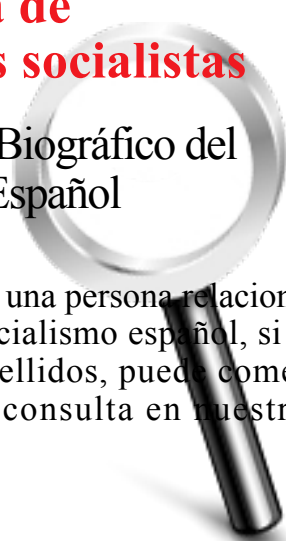 a de
s socialistas
Biográfico del
Español
una persona relacion
cialismo español, si
ellidos, puede come
consulta en nuestr